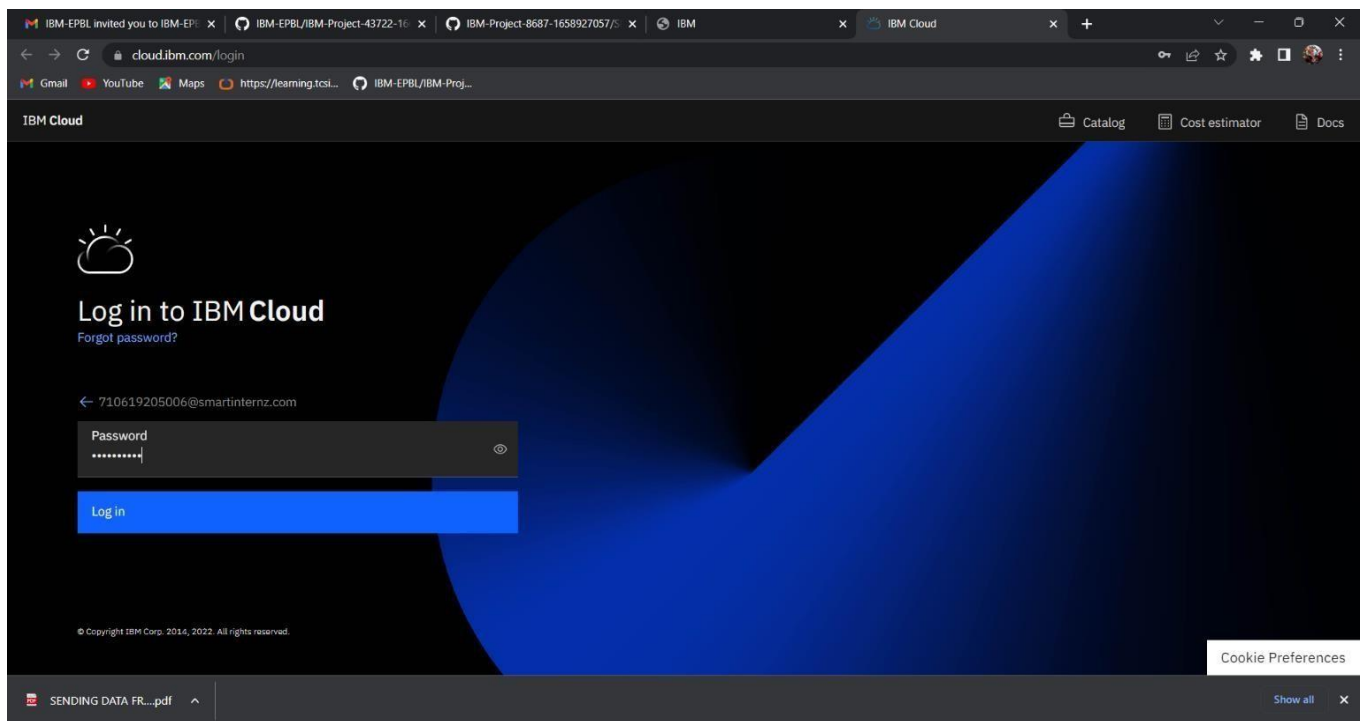 IBM-EPBL invited you to IBM-EPB
IBM-EPBL/IBM-Project-43722-16
IBM-Project-8687-1658927057/S
IBM
IBM Cloud
cloud.ibm.com/login
Gmail
YouTube
Maps
https://learning.tcsi...
IBM-EPBL/IBM-Proj...
IBM Cloud
Catalog
Cost estimator
Docs
Log in to IBM Cloud
Forgot password?
710619205006@smartinternz.com
Password
••••••••••
Log in
© Copyright IBM Corp. 2014, 2022. All rights reserved.
Cookie Preferences
SENDING DATA FR....pdf
Show all